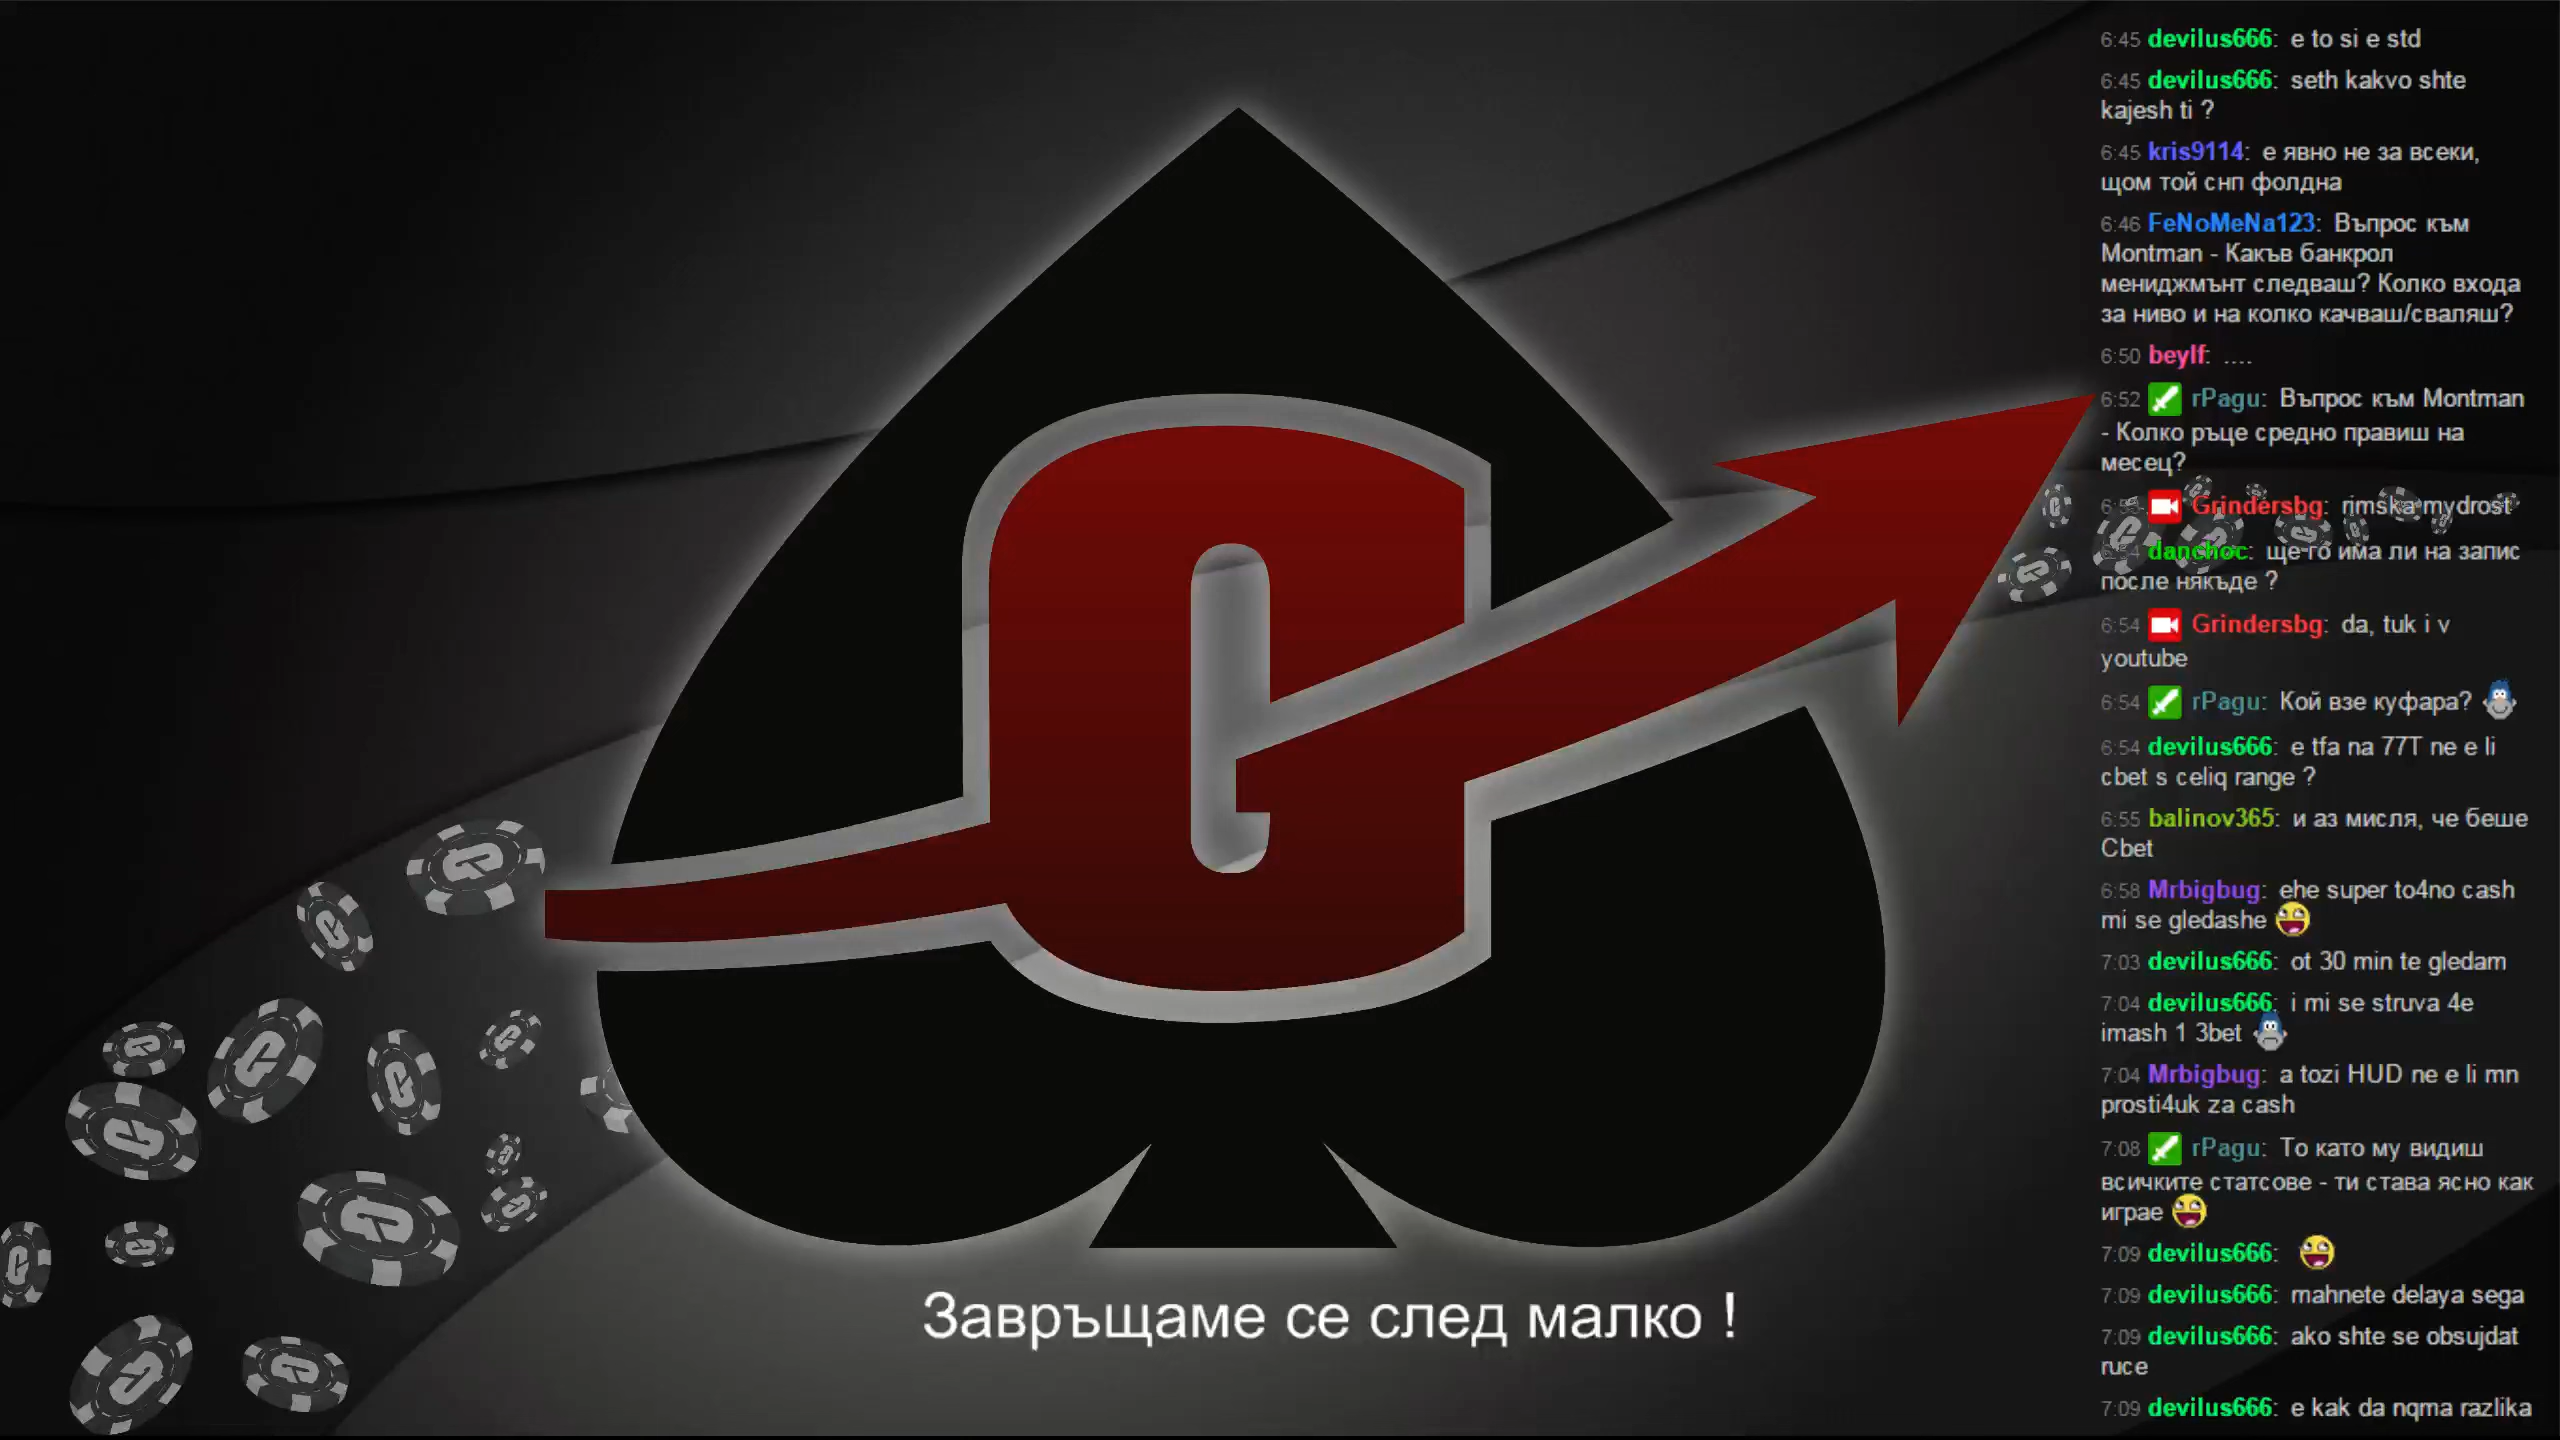 6:45 devilus666: e to si e std
6:45 devilus666: seth kakvo shte
kajesh ti ?
6:45 kris9114: е явно не за всеки,
щом той снп фолдна
6:46 FeNoMeNa123: Въпрос към
Montman - Какъв банкрол
мениджмънт следваш? Колко входа
за ниво и на колко качваш/сваляш?
6:50 beylf: ....
6:52 rPagu: Въпрос към Montman
- Колко ръце средно правиш на
месец?
Grindersbg: rimska mydrost
6:54 danchoc: ще го има ли на запис
после някъде ?
6:54 Grindersbg: da, tuk i v
youtube
6:54 rPagu: Кой взе куфара?
6:54 devilus666: e tfa na 77T ne e li
cbet s celiq range ?
6:55 balinov365: и аз мисля, че беше
Cbet
6:58 Mrbigbug: ehe super to4no cash
mi se gledashe
7:03 devilus666: ot 30 min te gledam
7:04 devilus666: i mi se struva 4e
imash 1 3bet
7:04 Mrbigbug: a tozi HUD ne e li mn
prosti4uk za cash
7:08 rPagu: То като му видиш
всичките статсове - ти става ясно как
играе
7:09 devilus666:
7:09 devilus666: mahnete delaya sega
7:09 devilus666: ako shte se obsujdat
ruce
7:09 devilus666: e kak da nqma razlika
G
Завръщаме се след малко !